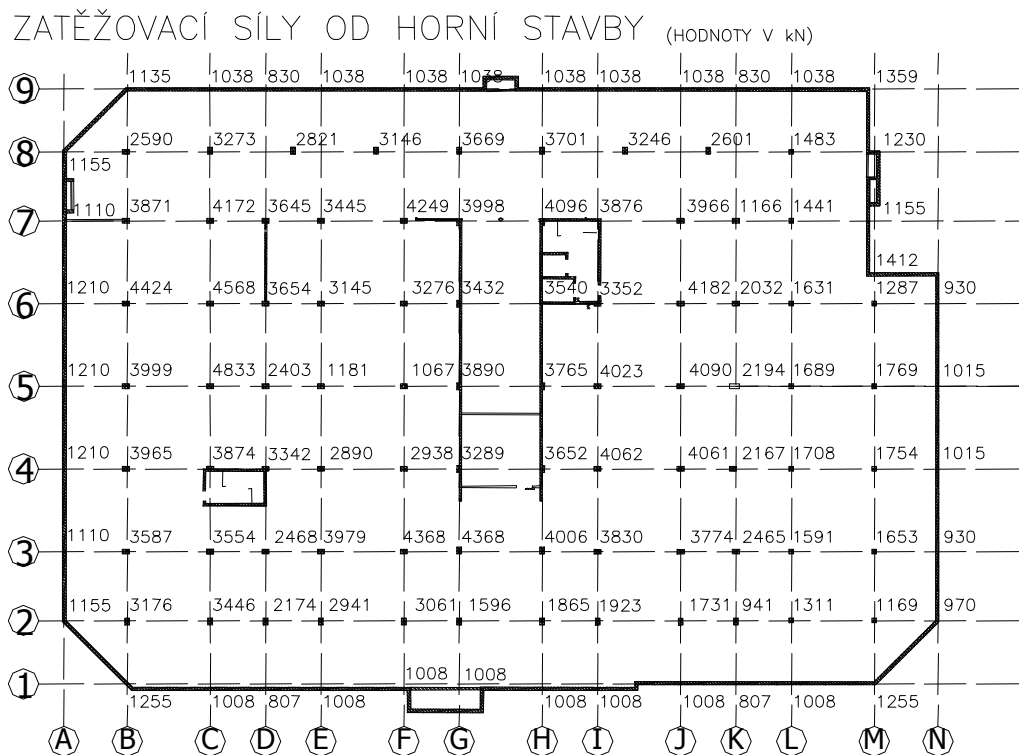 ZATĚŽOVACÍ SÍLY OD HORNÍ STAVBY (HODNOTY V kN)
9 1135 1038 830 1038 1038 1038 1038 1038 1038 830 1038 1359
8 1155 2590 3273 2821 3146 3669 3701 3246 2601 1483 1230
7 1110 3871 4172 3645 3445 4249 3998 4096 3876 3966 1166 1441 1155
1412
6 1210 4424 4568 3654 3145 3276 3432 3540 3352 4182 2032 1631 1287 930
5 1210 3999 4833 2403 1181 1067 3890 3765 4023 4090 2194 1689 1769 1015
4 1210 3965 3874 3342 2890 2938 3289 3652 4062 4061 2167 1708 1754 1015
3 1110 3587 3554 2468 3979 4368 4368 4006 3830 3774 2465 1591 1653 930
2 1155 3176 3446 2174 2941 3061 1596 1865 1923 1731 941 1311 1169 970
1 1008 1008
1255 1008 807 1008 1008 1008 1008 807 1008 1255
A B C D E F G H I J K L M N